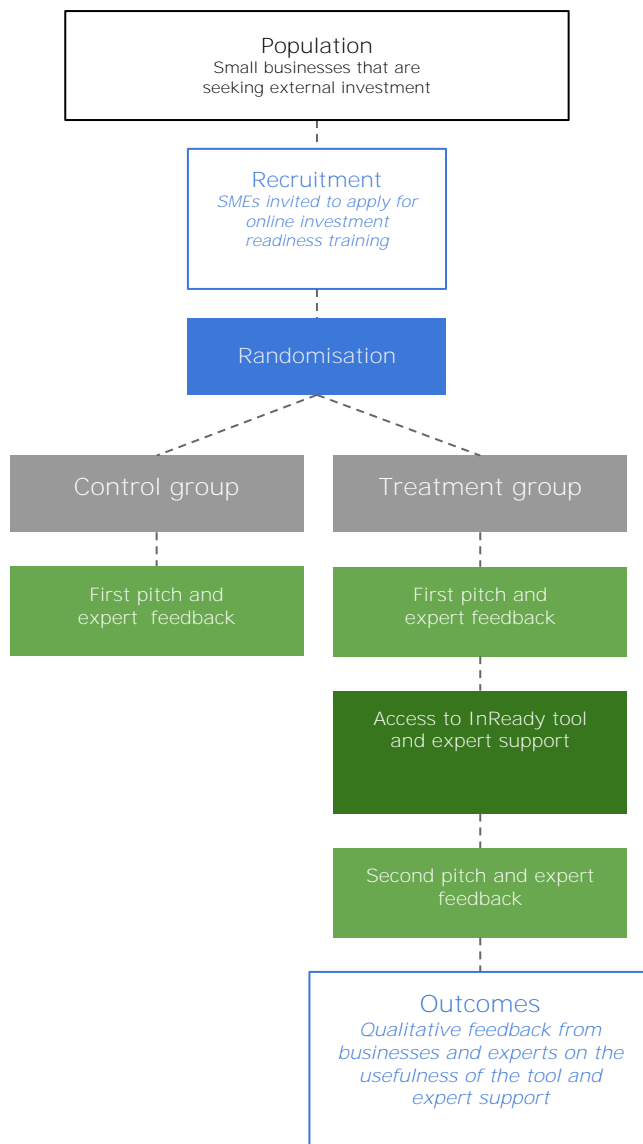 Population
Small businesses that are
seeking external investment
Recruitment
SMEs invited to apply for
online investment
readiness training
Randomisation
Control group
Treatment group
First pitch and
expert feedback
First pitch and
expert feedback
Access to InReady tool
and expert support
Second pitch and expert
feedback
Outcomes
Qualitative feedback from
businesses and experts on the
usefulness of the tool and
expert support